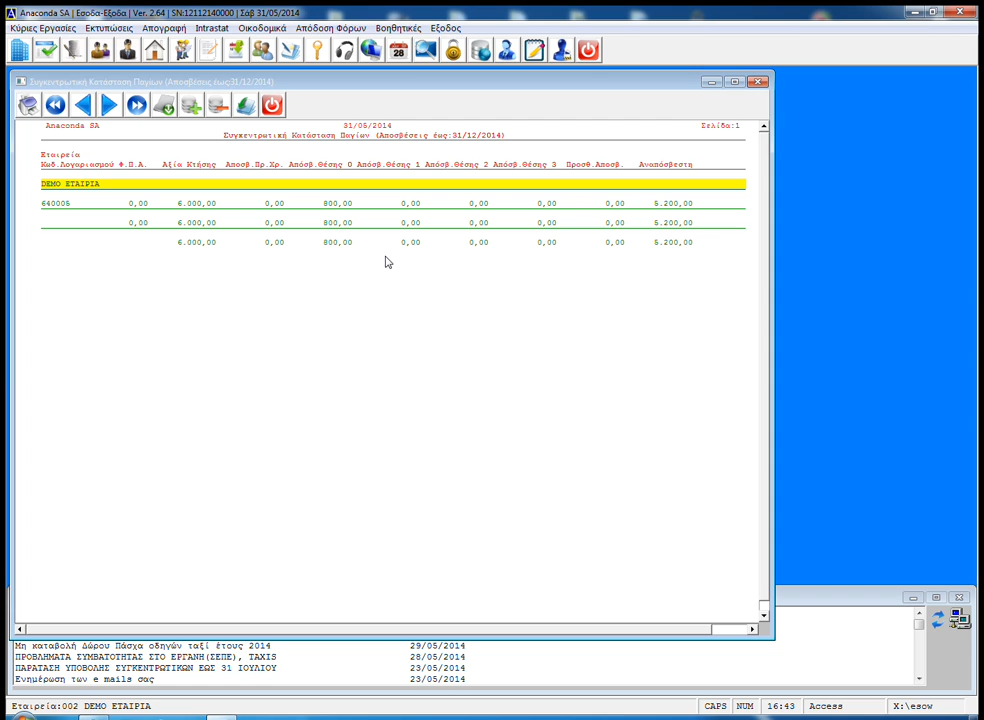 Anaconda SA | Εσοδα-Εξοδα | Ver. 2.64 | SN:12112140000 | Σάβ 31/05/2014
Κύριες Εργασίες Εκτυπώσεις Απογραφή Intrastat Οικοδομικά Απόδοση Φόρων Βοηθητικές Εξοδος
28
Συγκεντρωτική Κατάσταση Παγίων (Αποσβέσεις έως:31/12/2014)
Anaconda SA 31/05/2014 Σελίδα:1
Συγκεντρωτική Κατάσταση Παγίων (Αποσβέσεις έως:31/12/2014)
Εταιρεία
Κωδ.Λογαριασμού Φ.Π.Α. Αξία Κτήσης Αποσβ.Πρ.Χρ. Απόσβ.Θέσης 0 Απόσβ.Θέσης 1 Απόσβ.Θέσης 2 Απόσβ.Θέσης 3 Προσθ.Αποσβ. Αναπόσβεστη
DEMO ΕΤΑΙΡΙΑ
640005 0,00 6.000,00 0,00 800,00 0,00 0,00 0,00 0,00 5.200,00
0,00 6.000,00 0,00 800,00 0,00 0,00 0,00 0,00 5.200,00
6.000,00 0,00 800,00 0,00 0,00 0,00 0,00 5.200,00
Μη καταβολή Δώρου Πάσχα οδηγών ταξί έτους 2014 29/05/2014
ΠΡΟΒΛΗΜΑΤΑ ΣΥΜΒΑΤΟΤΗΤΑΣ ΣΤΟ ΕΡΓΑΝΗ(ΣΕΠΕ), TAXIS 28/05/2014
ΠΑΡΑΤΑΣΗ ΥΠΟΒΟΛΗΣ ΣΥΓΚΕΝΤΡΩΤΙΚΩΝ ΕΩΣ 31 ΙΟΥΛΙΟΥ 23/05/2014
Ενημέρωση των e mails σας 23/05/2014
Εταιρεία:002 DEMO ΕΤΑΙΡΙΑ CAPS NUM 16:43 Access X:\esow